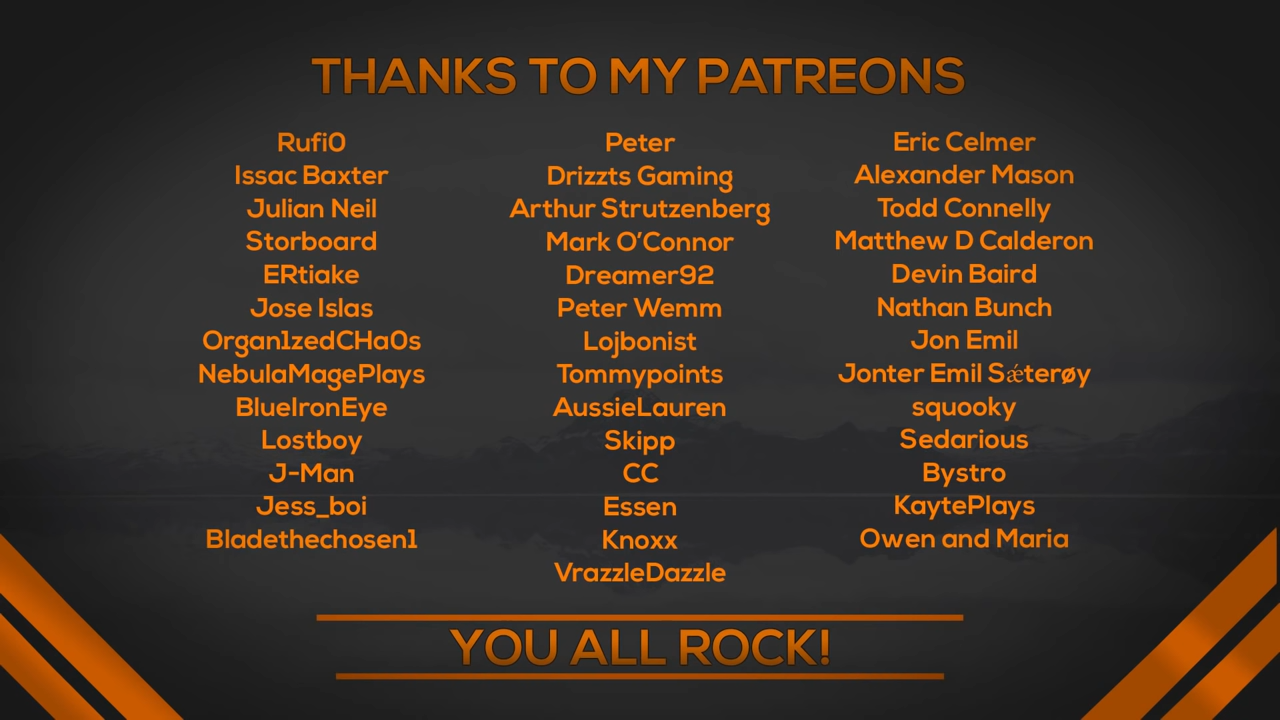 THANKS TO MY PATREONS
Rufi0
Issac Baxter
Julian Neil
Storboard
ERtiake
Jose Islas
Organ1zedCHa0s
NebulaMagePlays
BlueIronEye
Lostboy
J-Man
Jess_boi
Bladethechosen1
Peter
Drizzts Gaming
Arthur Strutzenberg
Mark O’Connor
Dreamer92
Peter Wemm
Lojbonist
Tommypoints
AussieLauren
Skipp
CC
Essen
Knoxx
VrazzleDazzle
Eric Celmer
Alexander Mason
Todd Connelly
Matthew D Calderon
Devin Baird
Nathan Bunch
Jon Emil
Jonter Emil Sǽterøy
squooky
Sedarious
Bystro
KaytePlays
Owen and Maria
YOU ALL ROCK!